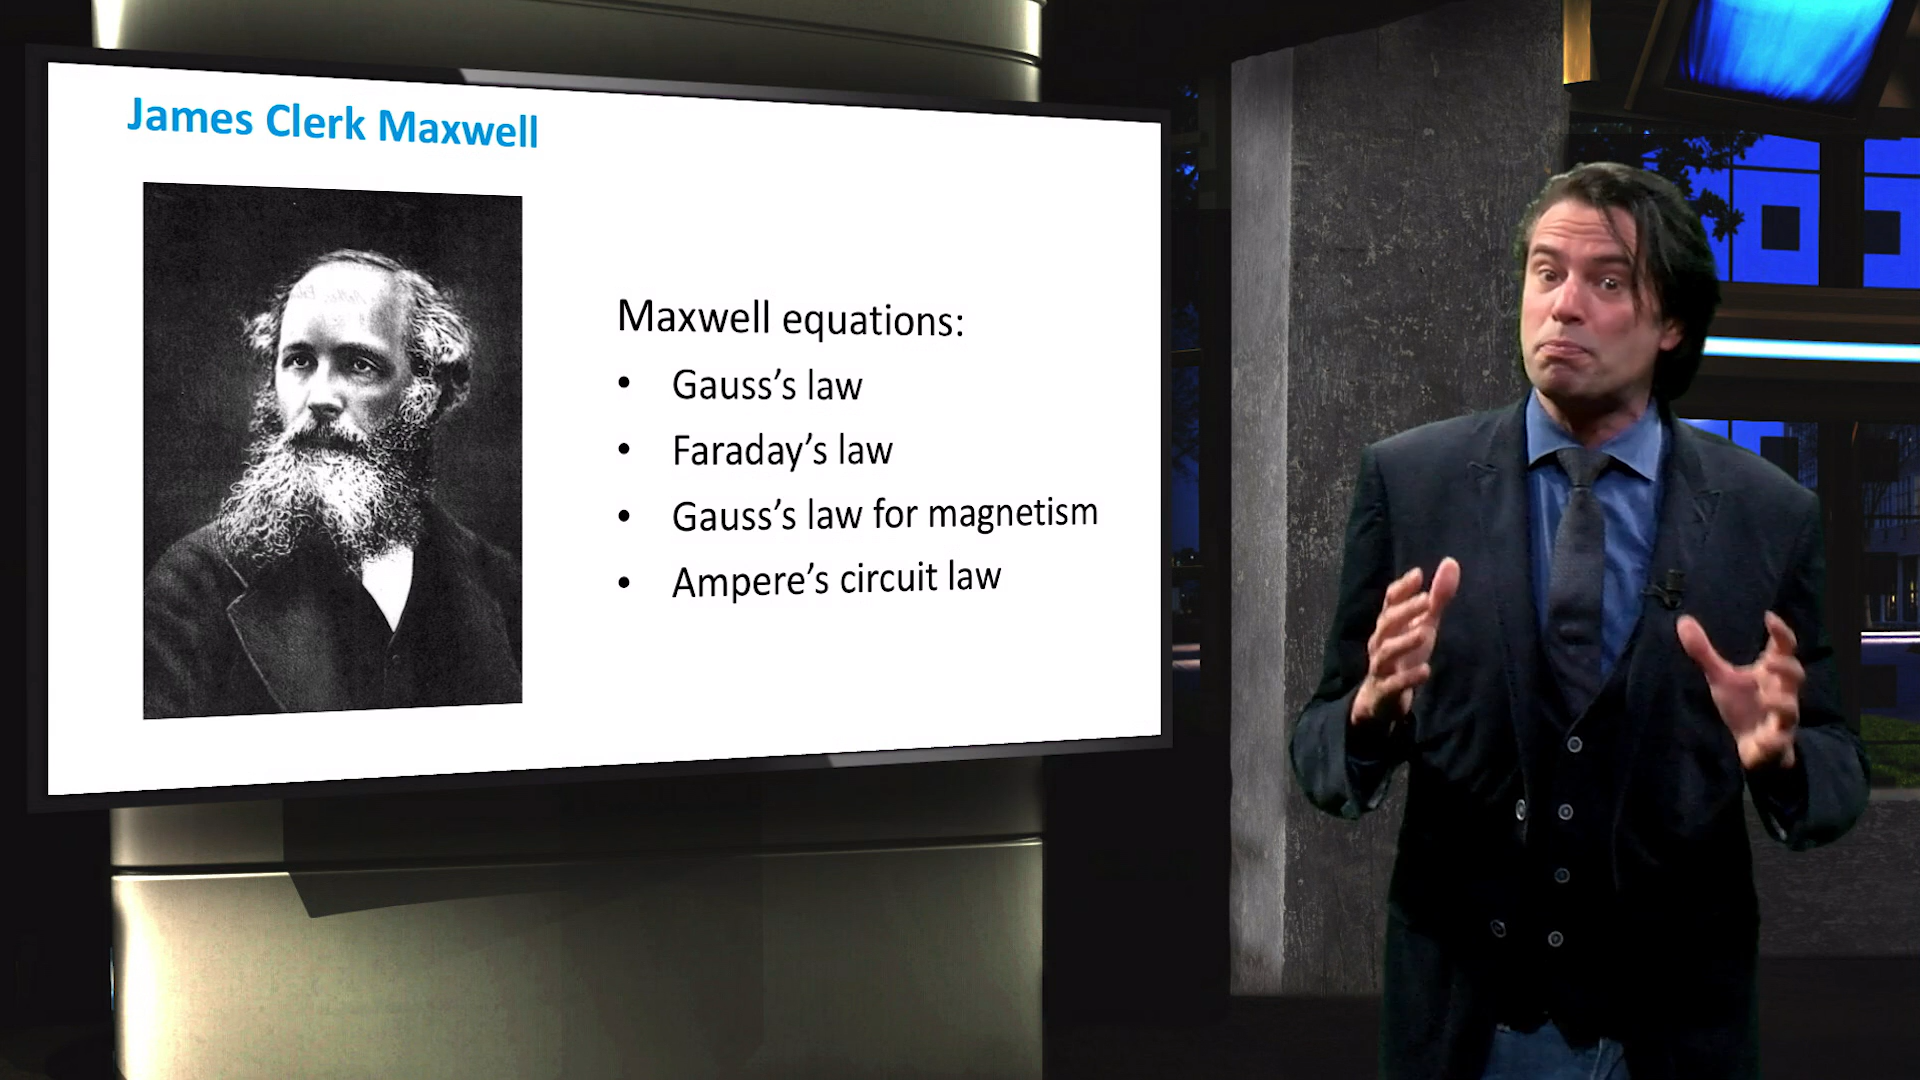 James Clerk Maxwell
Maxwell equations:
• Gauss’s law
• Faraday’s law
• Gauss’s law for magnetism
• Ampere’s circuit law